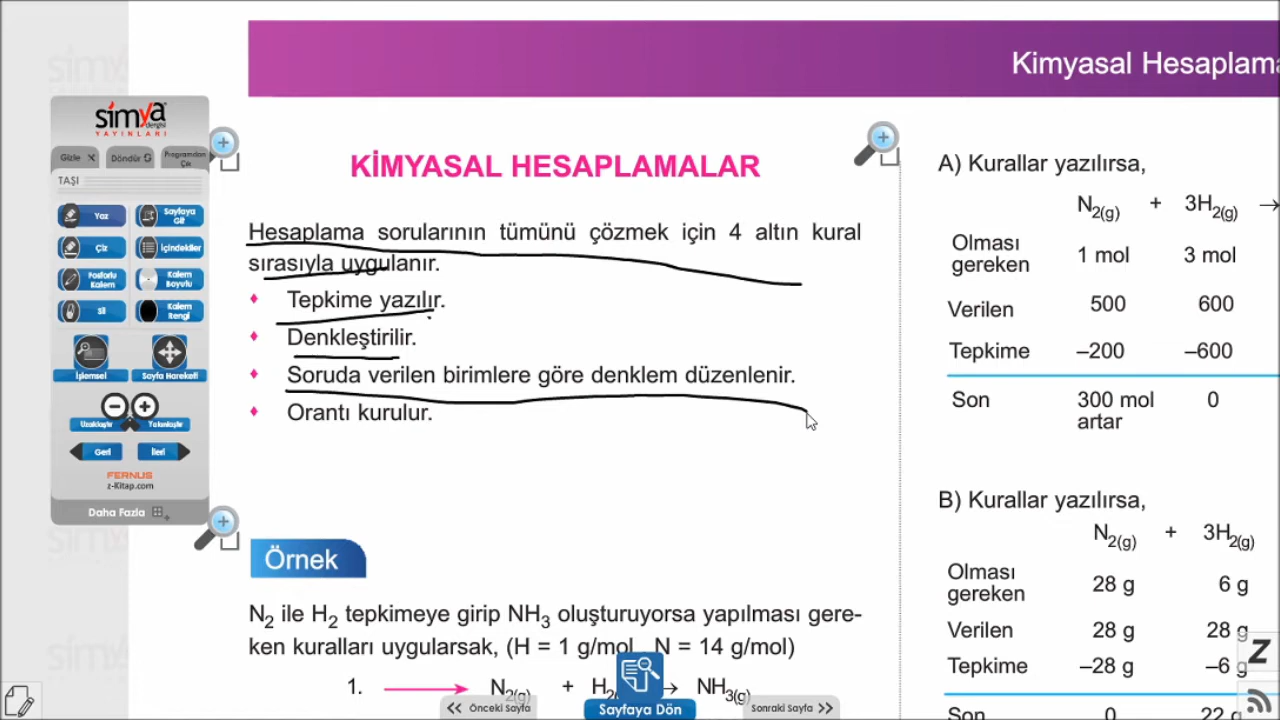 Kimyasal Hesaplama
simya
dergisi
YAYINLARI
Gizle X
Döndür
Programdan Çık
TAŞI
Yaz
Sayfaya Git
Çiz
İçindekiler
Fosforlu Kalem
Kalem Boyutu
Sil
Kalem Rengi
İşlemsel
Sayfa Hareketi
Uzaklaştır
Yakınlaştır
Geri
İleri
FERNUS
z-Kitap.com
Daha Fazla
KİMYASAL HESAPLAMALAR
Hesaplama sorularının tümünü çözmek için 4 altın kural
sırasıyla uygulanır.
♦ Tepkime yazılır.
♦ Denkleştirilir.
♦ Soruda verilen birimlere göre denklem düzenlenir.
♦ Orantı kurulur.
Örnek
N2 ile H2 tepkimeye girip NH3 oluşturuyorsa yapılması gere-
ken kuralları uygularsak, (H = 1 g/mol N = 14 g/mol)
1. → N2(g) + H2( → NH3(g)
A) Kurallar yazılırsa,
N2(g) + 3H2(g) →
Olması gereken 1 mol 3 mol
Verilen 500 600
Tepkime –200 –600
Son 300 mol 0
artar
B) Kurallar yazılırsa,
N2(g) + 3H2(g)
Olması gereken 28 g 6 g
Verilen 28 g 28 g
Tepkime –28 g –6 g
Son 0 22 g
Önceki Sayfa
Sayfaya Dön
Sonraki Sayfa
Z